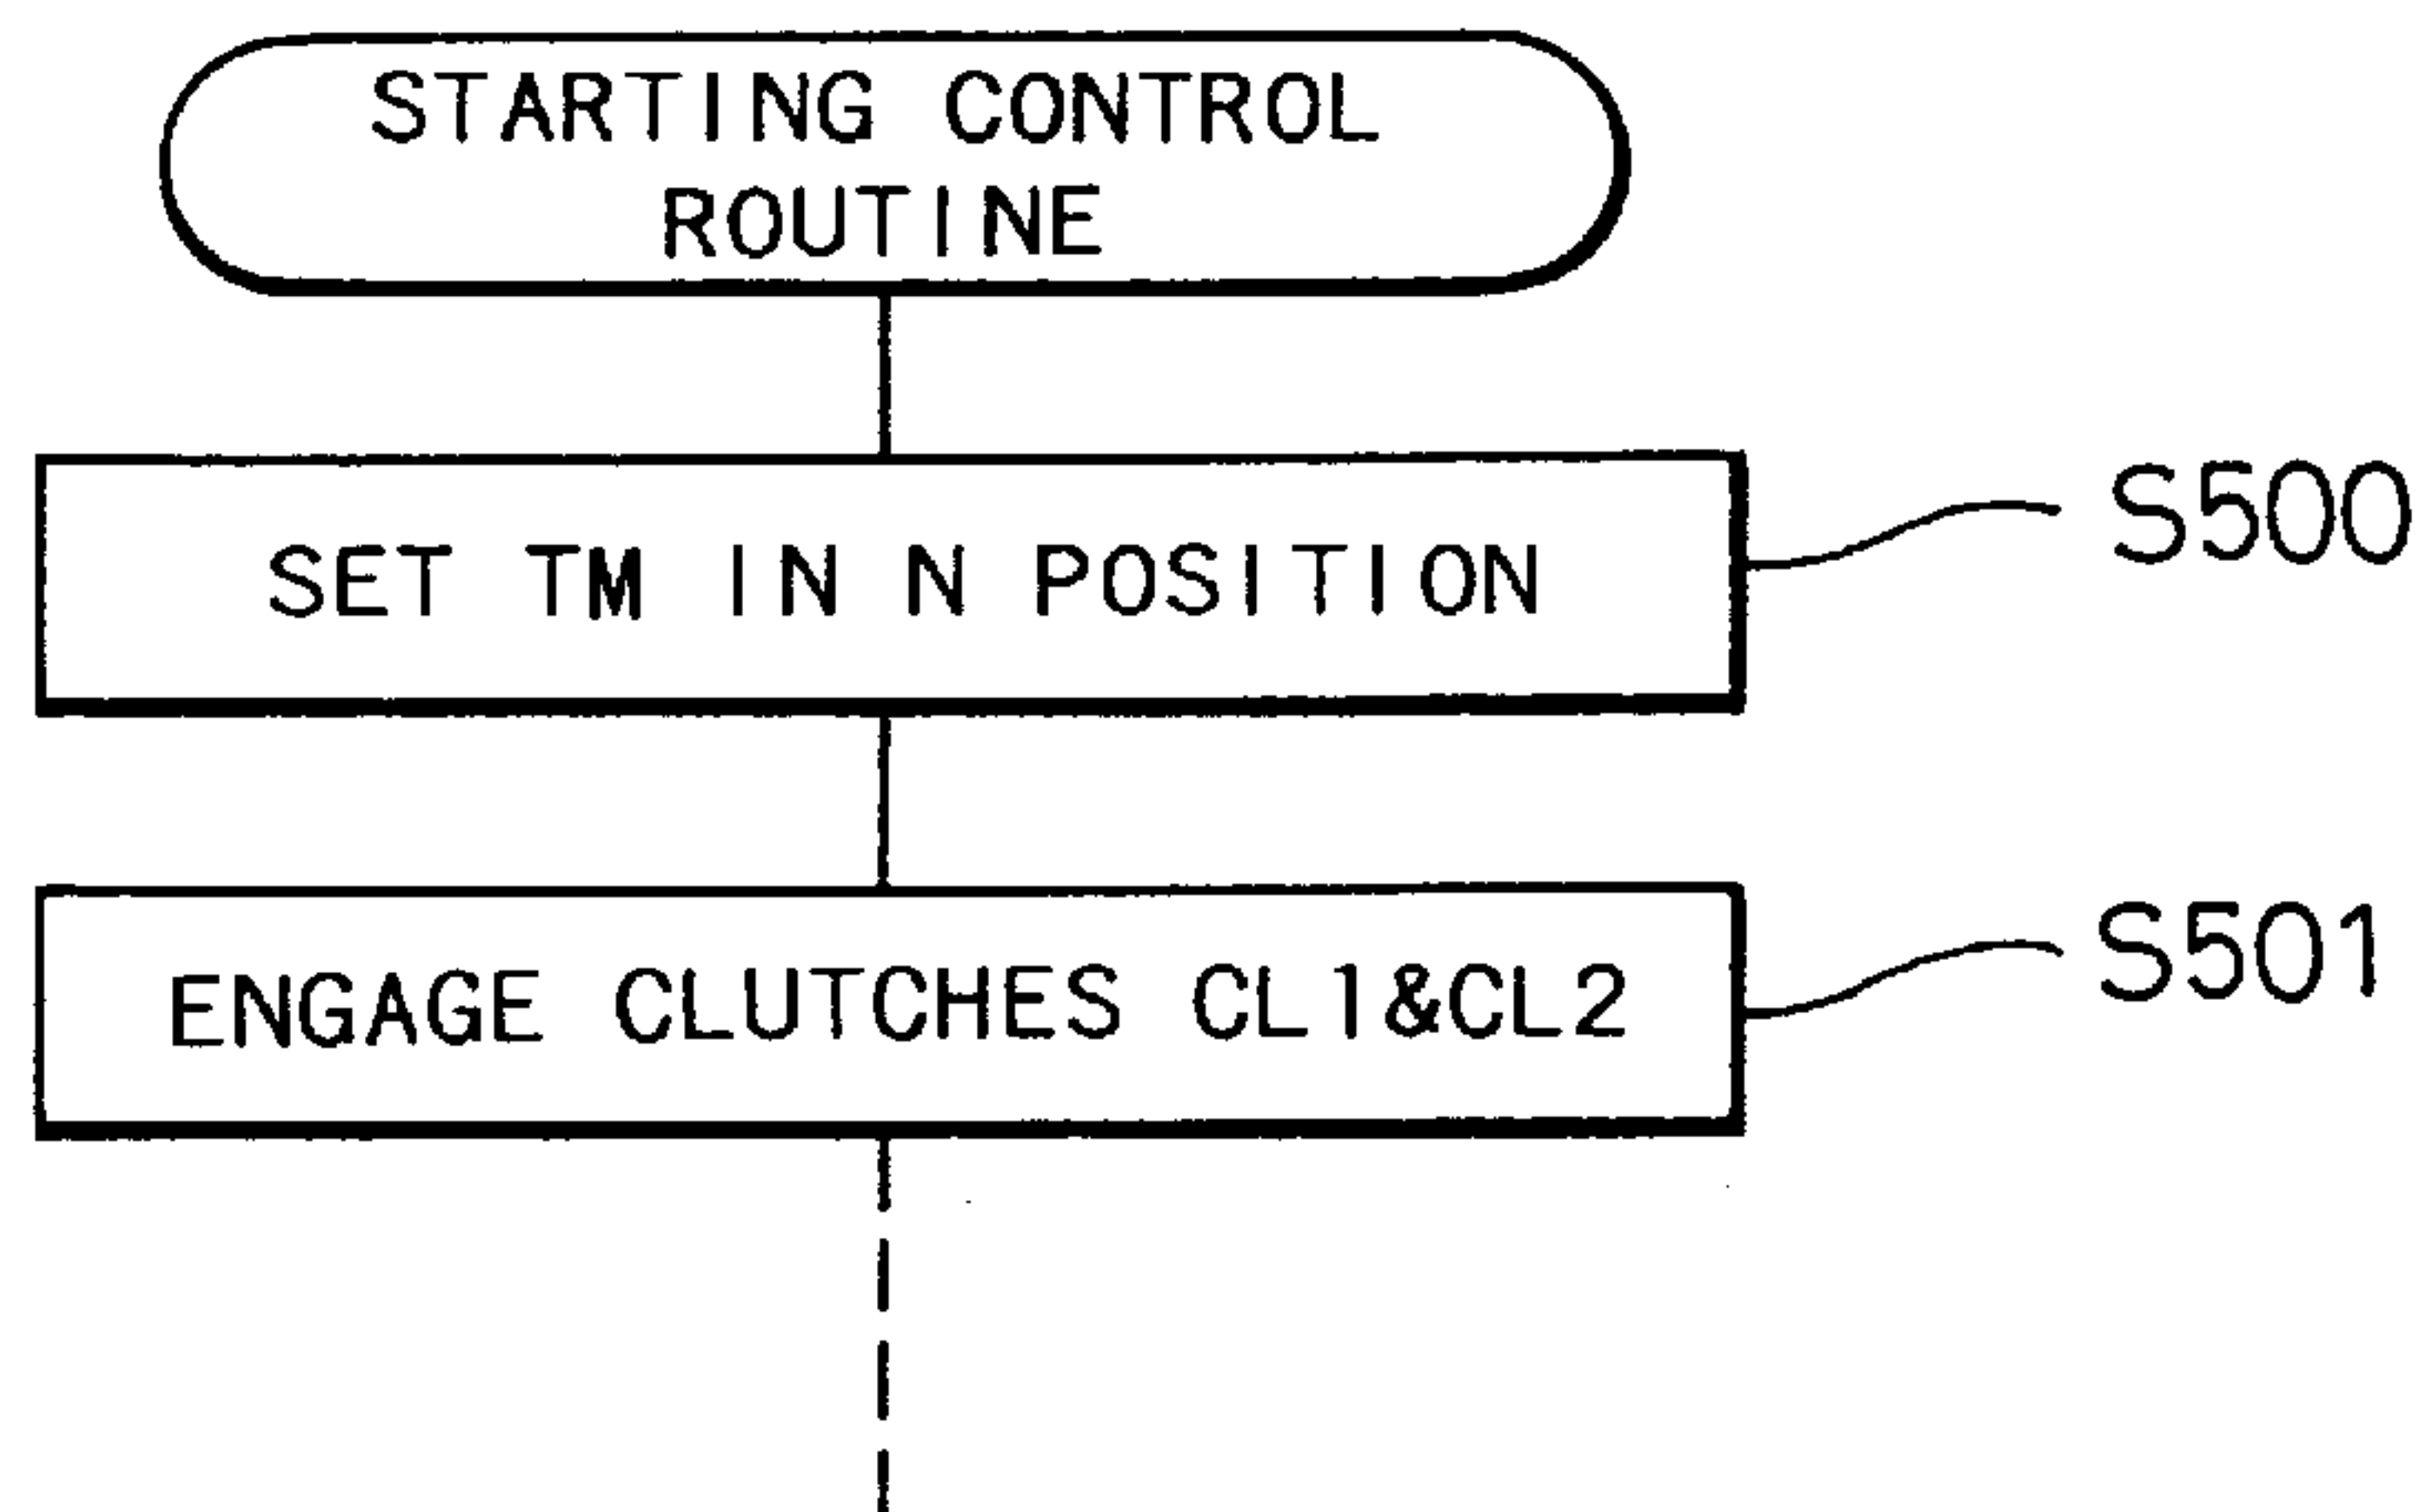 STARTING CONTROL
ROUTINE
SET TM IN N POSITION
S500
ENGAGE CLUTCHES CL1&CL2
S501